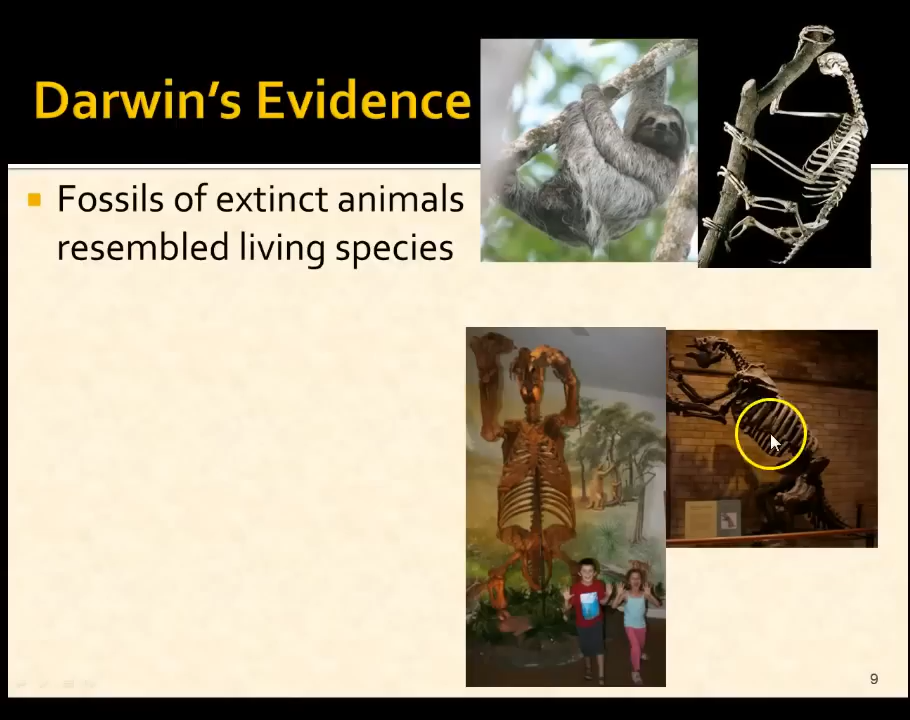 Darwin's Evidence
Fossils of extinct animals
resembled living species
9